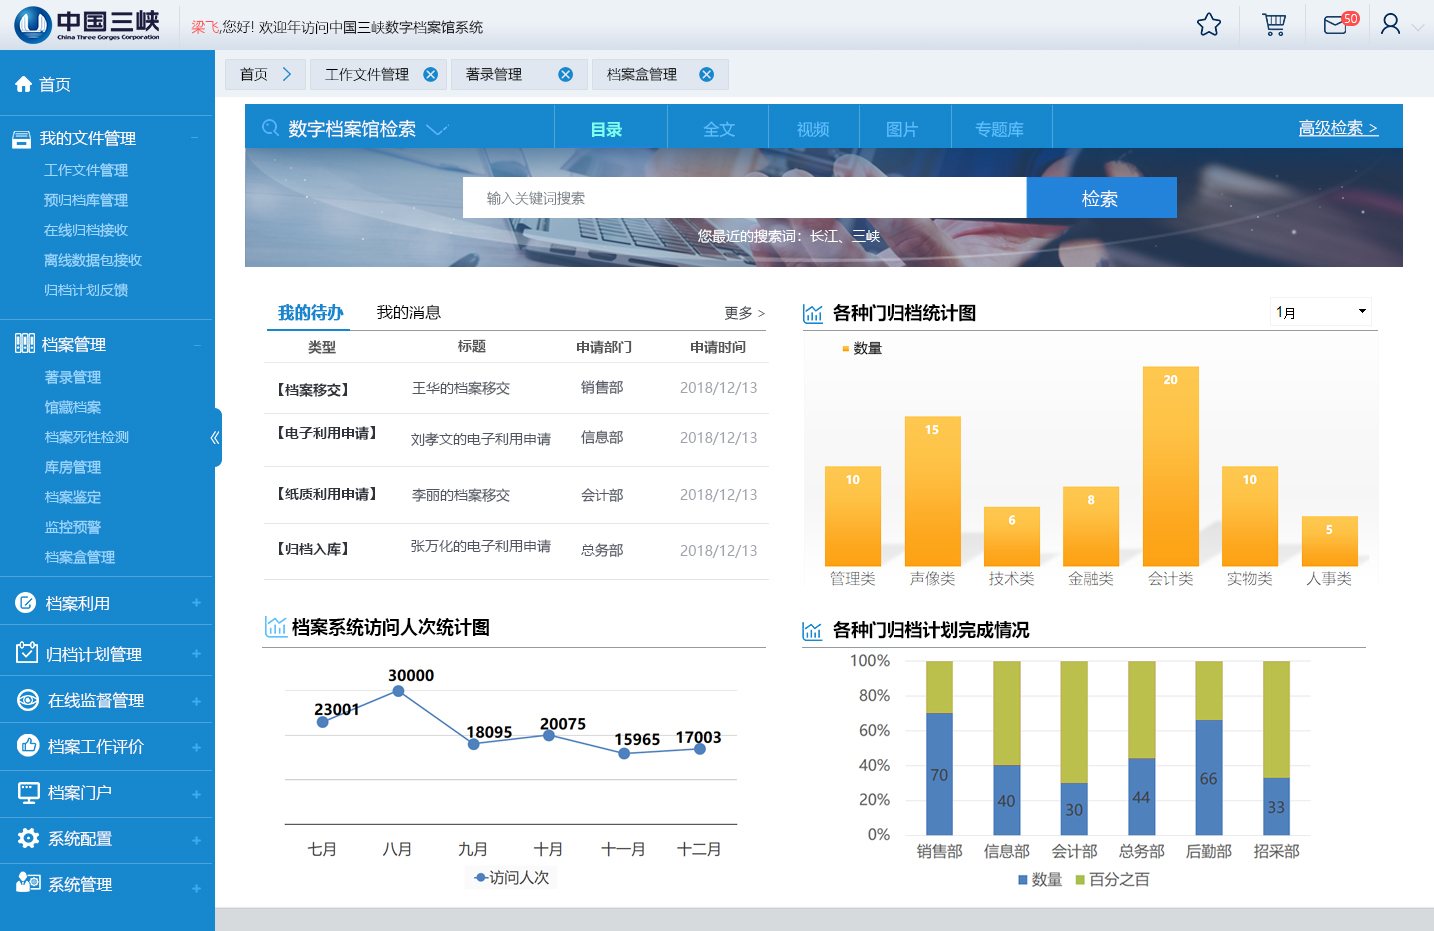 中国三峡
China Three Gorges Corporation
梁飞,您好! 欢迎年访问中国三峡数字档案馆系统
50
首页
工作文件管理
著录管理
档案盒管理
首页
我的文件管理
工作文件管理
预归档库管理
在线归档接收
离线数据包接收
归档计划反馈
档案管理
著录管理
馆藏档案
档案死性检测
库房管理
档案鉴定
监控预警
档案盒管理
档案利用
归档计划管理
在线监督管理
档案工作评价
档案门户
系统配置
系统管理
数字档案馆检索
目录
全文
视频
图片
专题库
高级检索 >
输入关键词搜索
检索
您最近的搜索词：长江、三峡
我的待办
我的消息
更多 >
类型 标题 申请部门 申请时间
【档案移交】 王华的档案移交 销售部 2018/12/13
【电子利用申请】 刘孝文的电子利用申请 信息部 2018/12/13
【纸质利用申请】 李丽的档案移交 会计部 2018/12/13
【归档入库】 张万化的电子利用申请 总务部 2018/12/13
各种门归档统计图
1月
数量
10 15 6 8 20 10 5
管理类 声像类 技术类 金融类 会计类 实物类 人事类
档案系统访问人次统计图
23001 30000 18095 20075 15965 17003
七月 八月 九月 十月 十一月 十二月
访问人次
各种门归档计划完成情况
100%
80%
60%
40%
20%
0%
70 40 30 44 66 33
销售部 信息部 会计部 总务部 后勤部 招采部
数量 百分之百